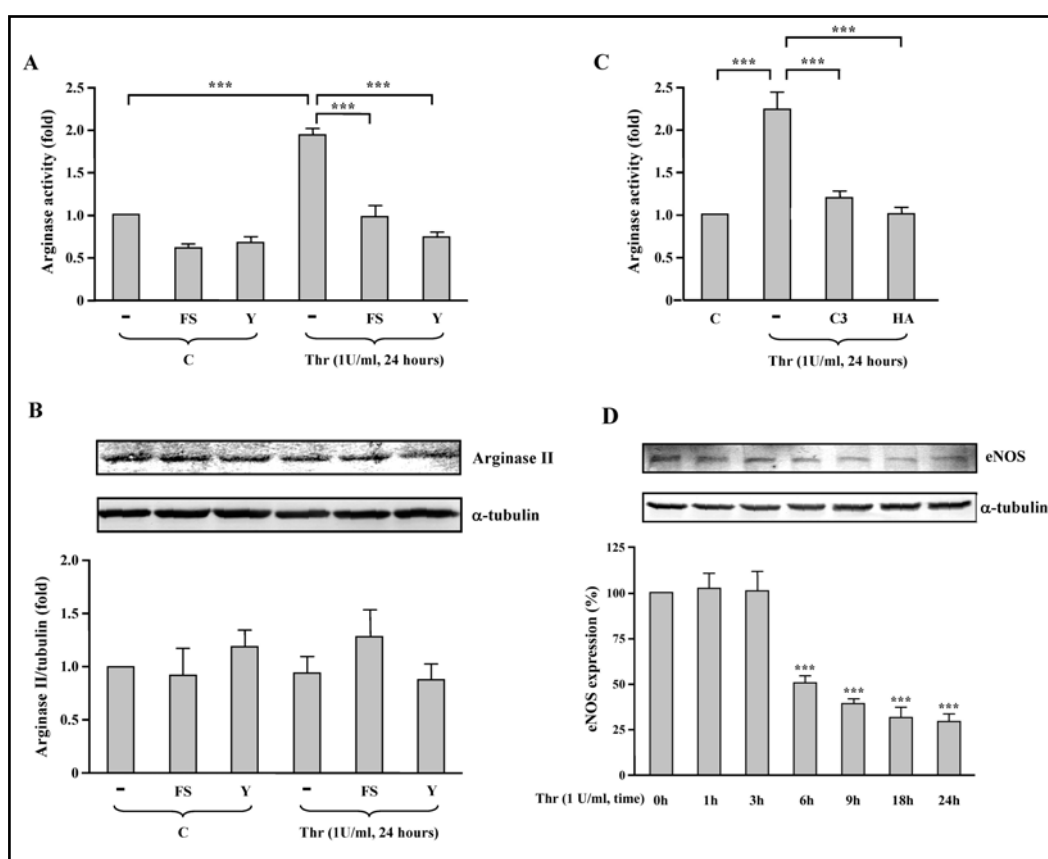 A
***
***
***
2.5
2.0
1.5
1.0
0.5
0
Arginase activity (fold)
- FS Y - FS Y
C Thr (1U/ml, 24 hours)
C
***
***
***
2.5
2.0
1.5
1.0
0.5
0
Arginase activity (fold)
C - C3 HA
Thr (1U/ml, 24 hours)
B
Arginase II
α-tubulin
2.0
1.5
1.0
0.5
0
Arginase II/tubulin (fold)
- FS Y - FS Y
C Thr (1U/ml, 24 hours)
D
eNOS
α-tubulin
125
100
75
50
25
0
eNOS expression (%)
*** *** *** ***
Thr (1 U/ml, time) 0h 1h 3h 6h 9h 18h 24h